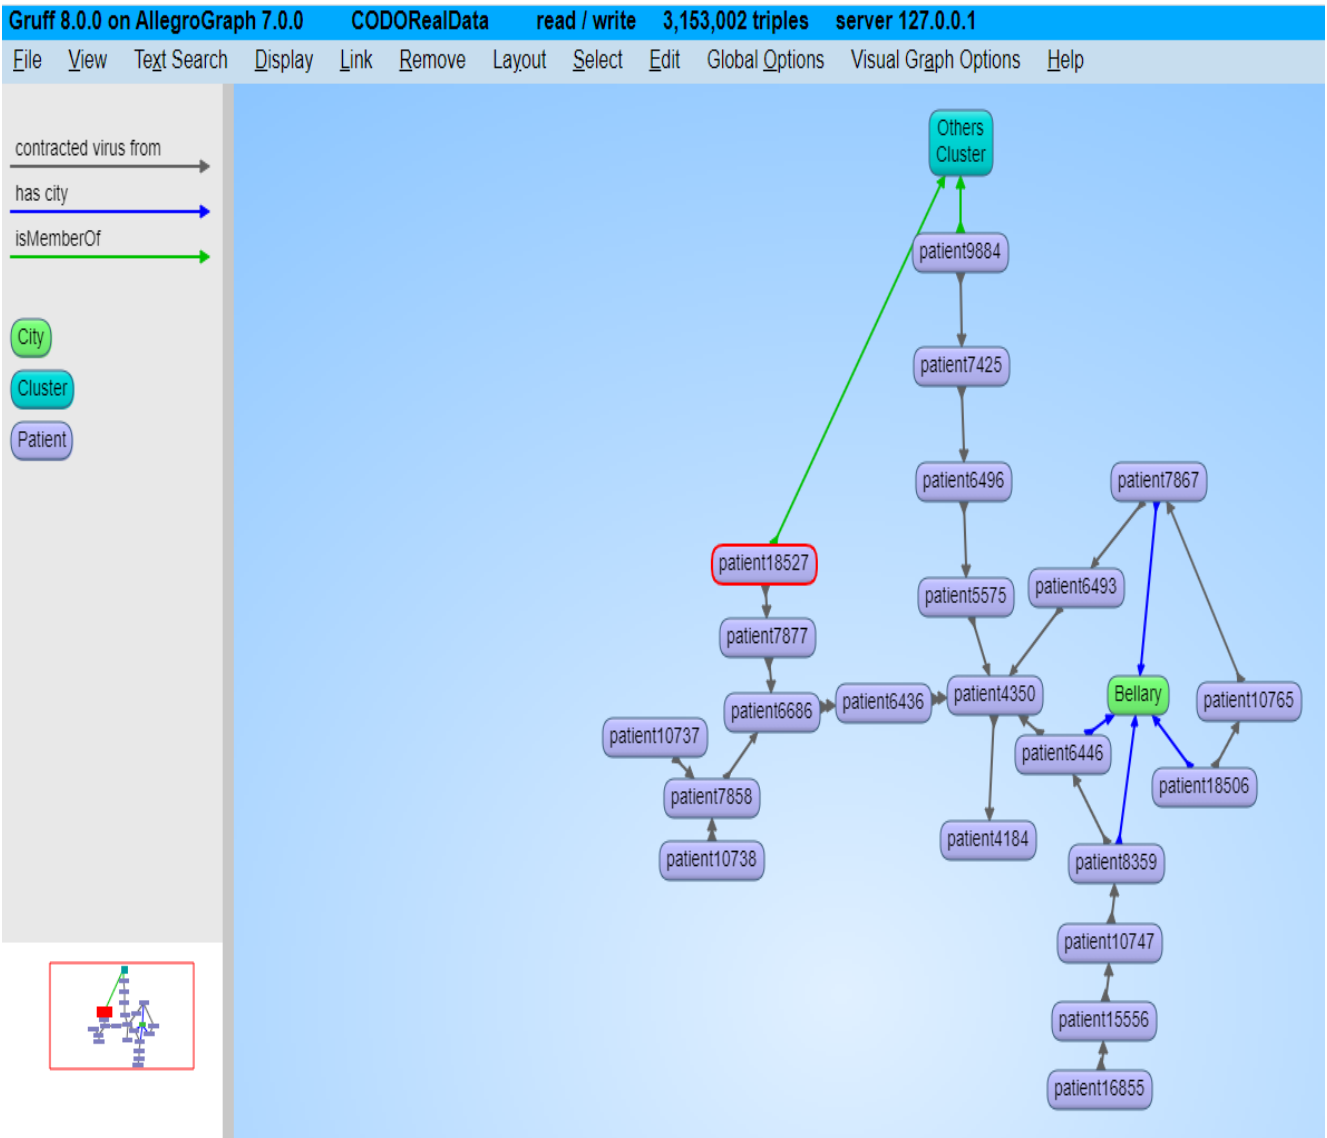 Gruff 8.0.0 on AllegroGraph 7.0.0 CODORealData read / write 3,153,002 triples server 127.0.0.1
File View Text Search Display Link Remove Layout Select Edit Global Options Visual Graph Options Help
contracted virus from
has city
isMemberOf
City
Cluster
Patient
Others
Cluster
patient9884
patient7425
patient6496
patient7867
patient18527
patient6493
patient5575
patient7877
patient6686
patient6436
patient4350
Bellary
patient10765
patient10737
patient6446
patient18506
patient7858
patient4184
patient10738
patient8359
patient10747
patient15556
patient16855